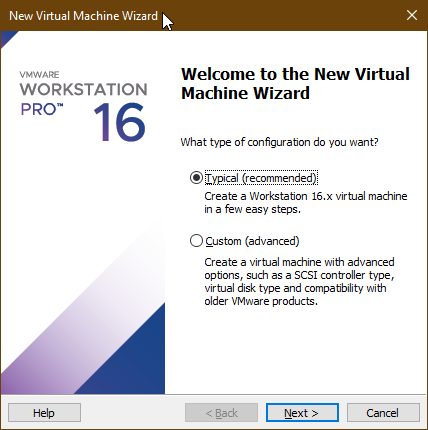 New Virtual Machine Wizard
VMWARE
WORKSTATION
PRO™ 16
Welcome to the New Virtual
Machine Wizard
What type of configuration do you want?
Typical (recommended)
Create a Workstation 16.x virtual machine
in a few easy steps.
Custom (advanced)
Create a virtual machine with advanced
options, such as a SCSI controller type,
virtual disk type and compatibility with
older VMware products.
Help
< Back
Next >
Cancel